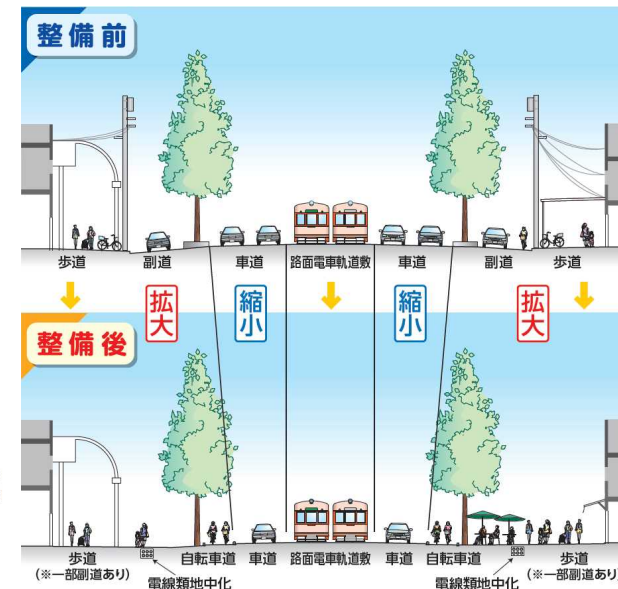 整備前
歩道
副道
車道
路面電車軌道敷
車道
副道
歩道
拡大
縮小
縮小
拡大
整備後
歩道
(※一部副道あり)
自転車道
車道
路面電車軌道敷
車道
自転車道
歩道
(※一部副道あり)
電線類地中化
電線類地中化